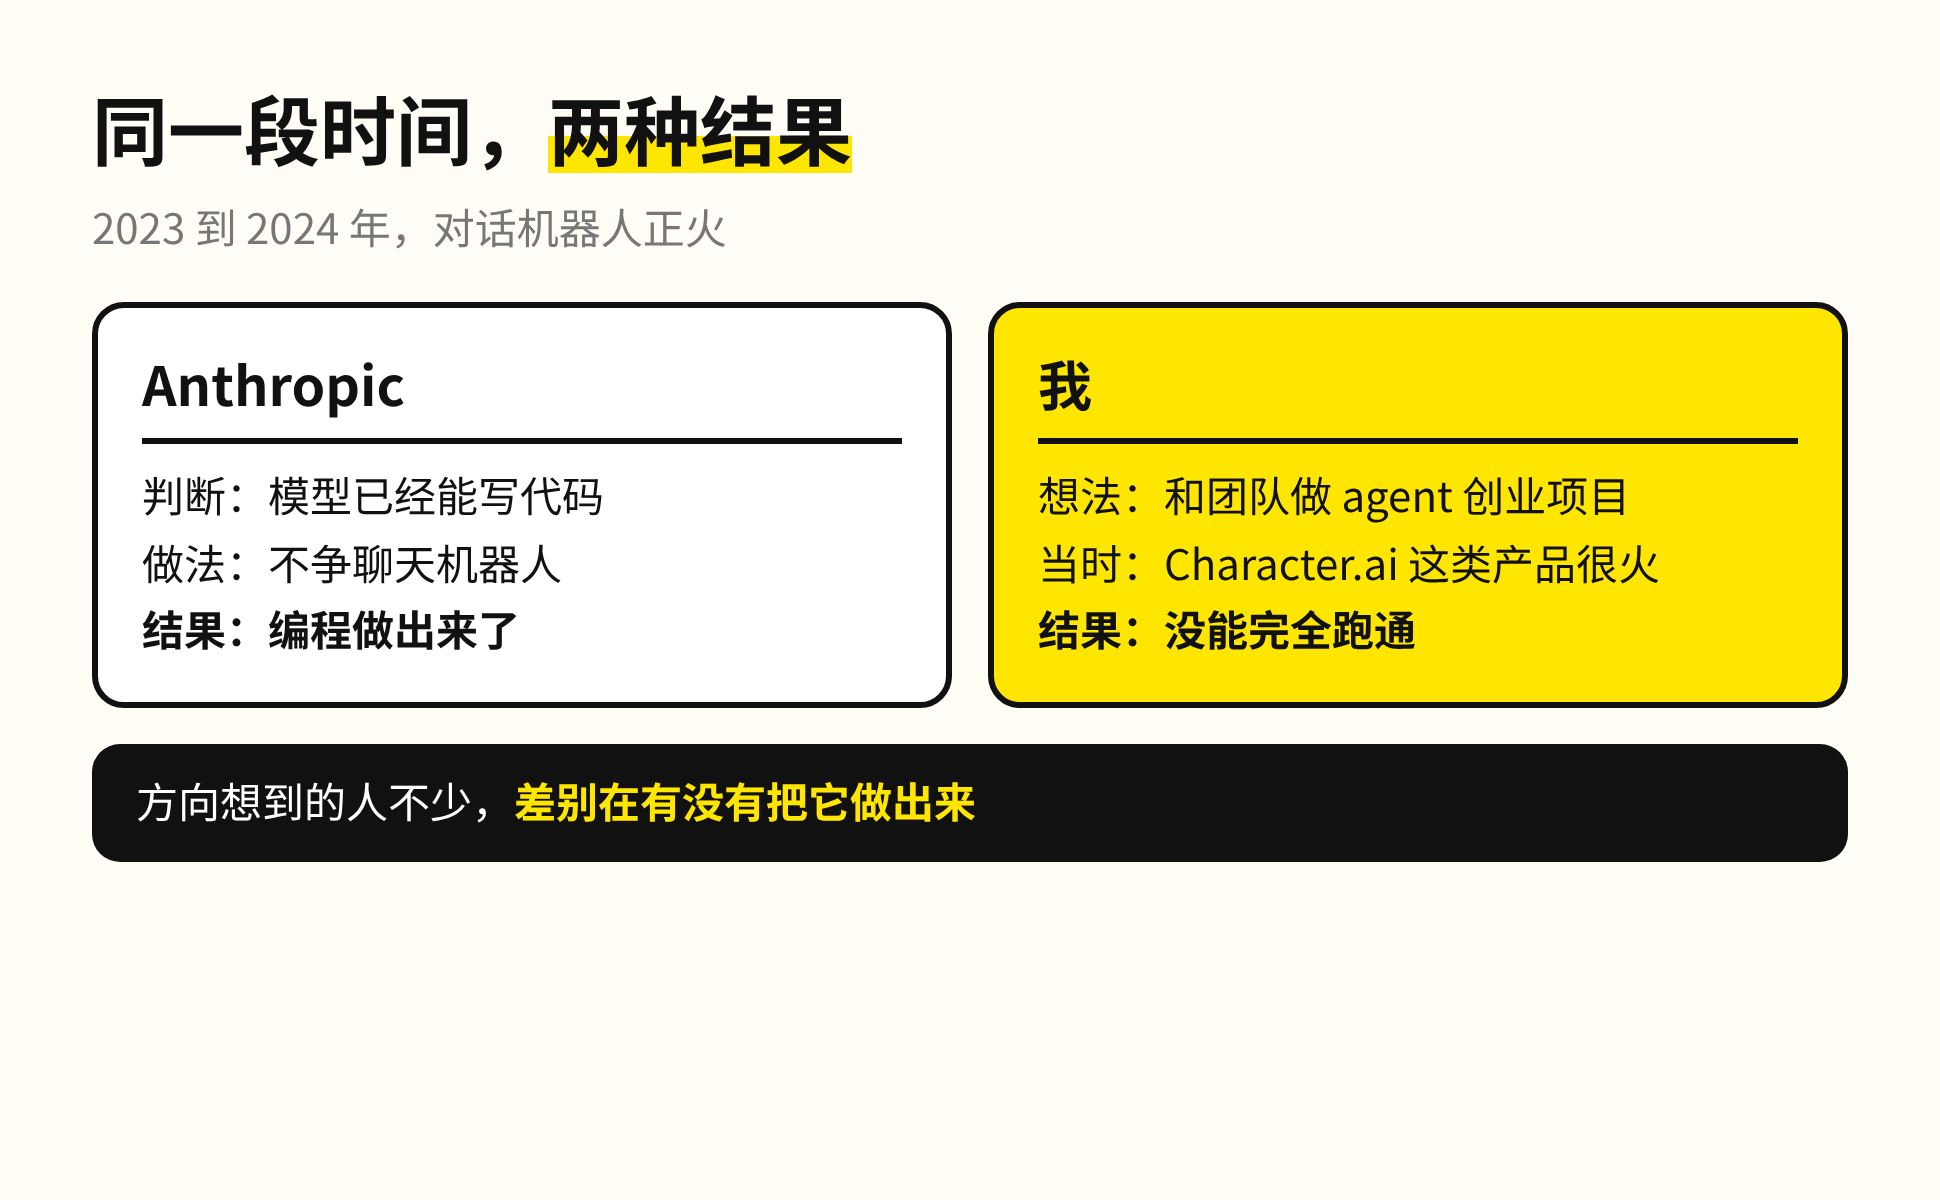 同一段时间，两种结果
2023 到 2024 年，对话机器人正火
Anthropic
判断：模型已经能写代码
做法：不争聊天机器人
结果：编程做出来了
我
想法：和团队做 agent 创业项目
当时：Character.ai 这类产品很火
结果：没能完全跑通
方向想到的人不少，差别在有没有把它做出来